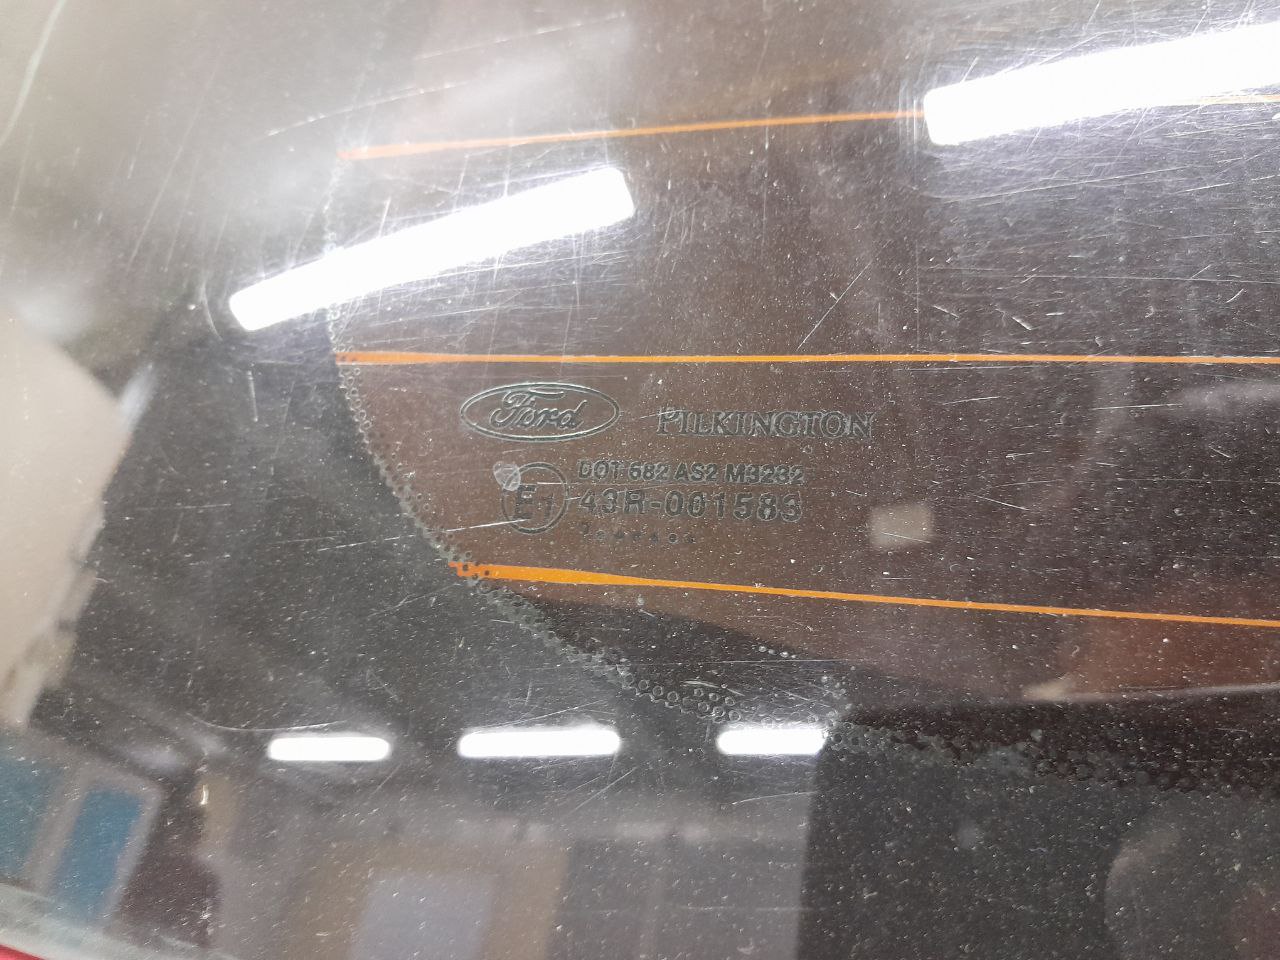 Ford PILKINGTON
DOT 682 AS2 M3232
E1 43R-001583